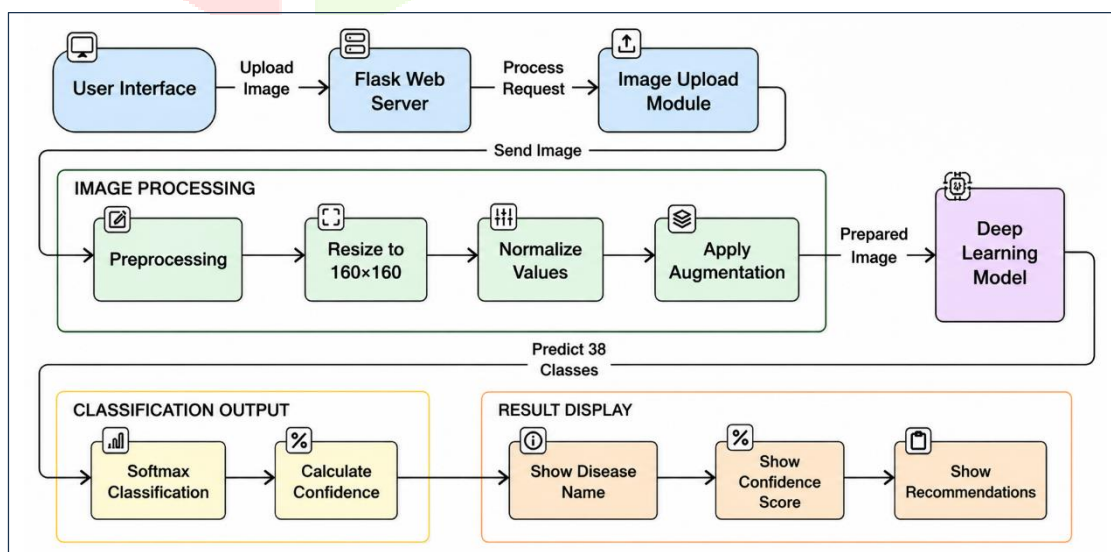 User Interface
Upload
Image
Flask Web
Server
Process
Request
Image Upload
Module
Send Image
IMAGE PROCESSING
Preprocessing
Resize to
160×160
Normalize
Values
Apply
Augmentation
Prepared
Image
Deep
Learning
Model
Predict 38
Classes
CLASSIFICATION OUTPUT
Softmax
Classification
%
Calculate
Confidence
RESULT DISPLAY
Show Disease
Name
%
Show
Confidence
Score
Show
Recommendations